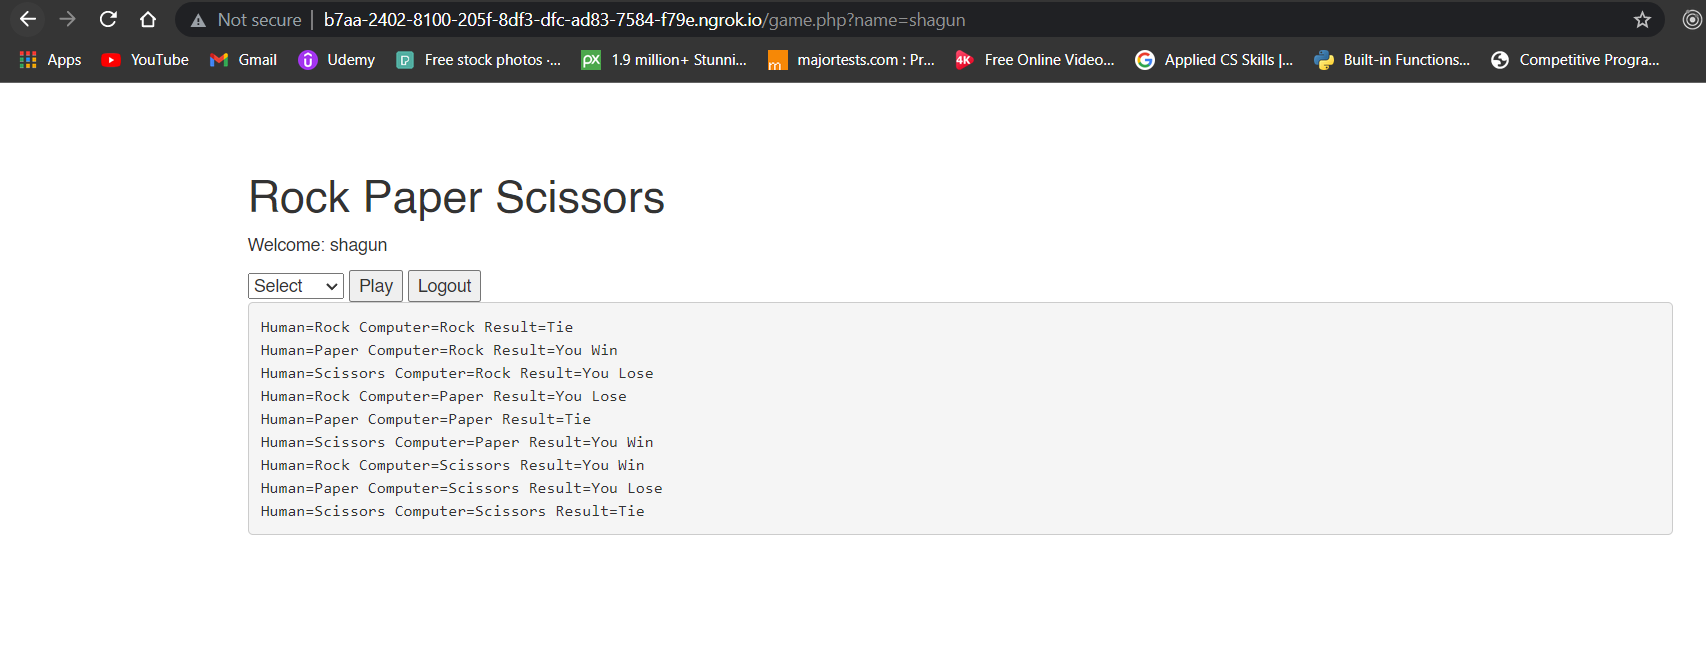 Not secure b7aa-2402-8100-205f-8df3-dfc-ad83-7584-f79e.ngrok.io/game.php?name=shagun
Apps YouTube Gmail Udemy Free stock photos ·... 1.9 million+ Stunni... majortests.com : Pr... Free Online Video... Applied CS Skills |... Built-in Functions... Competitive Progra...
Rock Paper Scissors
Welcome: shagun
Select Play Logout
Human=Rock Computer=Rock Result=Tie
Human=Paper Computer=Rock Result=You Win
Human=Scissors Computer=Rock Result=You Lose
Human=Rock Computer=Paper Result=You Lose
Human=Paper Computer=Paper Result=Tie
Human=Scissors Computer=Paper Result=You Win
Human=Rock Computer=Scissors Result=You Win
Human=Paper Computer=Scissors Result=You Lose
Human=Scissors Computer=Scissors Result=Tie